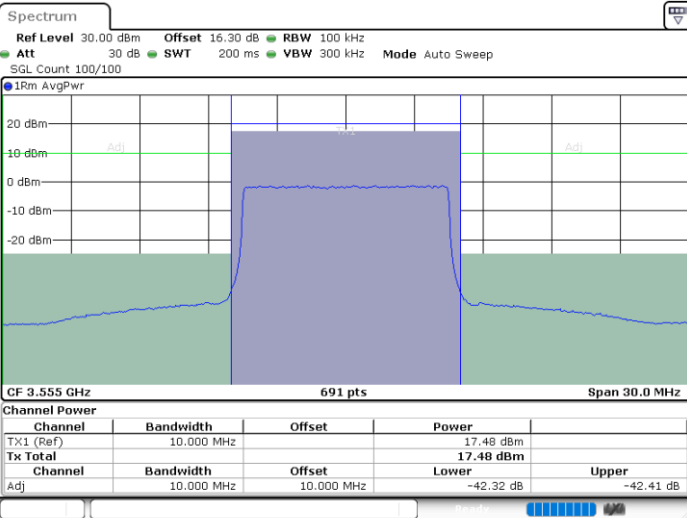 Spectrum
Ref Level 30.00 dBm Offset 16.30 dB RBW 100 kHz
Att 30 dB SWT 200 ms VBW 300 kHz Mode Auto Sweep
SGL Count 100/100
1Rm AvgPwr
20 dBm
TX1
Adj Adj
10 dBm
0 dBm
-10 dBm
-20 dBm
CF 3.555 GHz 691 pts Span 30.0 MHz
Channel Power
Channel Bandwidth Offset Power
TX1 (Ref) 10.000 MHz 17.48 dBm
Tx Total 17.48 dBm
Channel Bandwidth Offset Lower Upper
Adj 10.000 MHz 10.000 MHz -42.32 dB -42.41 dB
Ready